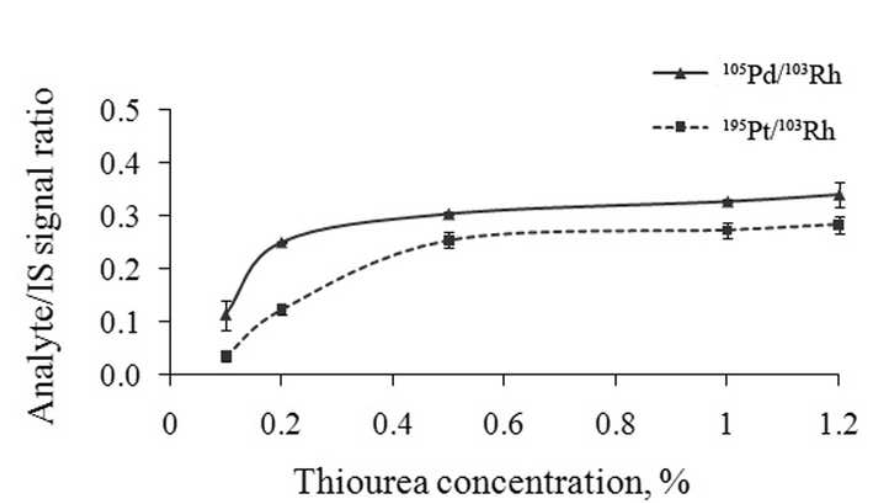 ¹⁰⁵Pd/¹⁰³Rh
¹⁹⁵Pt/¹⁰³Rh
Analyte/IS signal ratio
0.5
0.4
0.3
0.2
0.1
0.0
0 0.2 0.4 0.6 0.8 1 1.2
Thiourea concentration, %